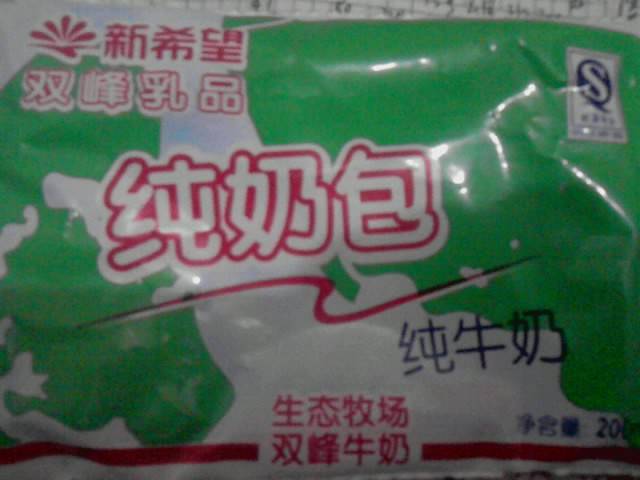 新希望
双峰乳品
纯奶包
纯牛奶
生态牧场
双峰牛奶
净含量